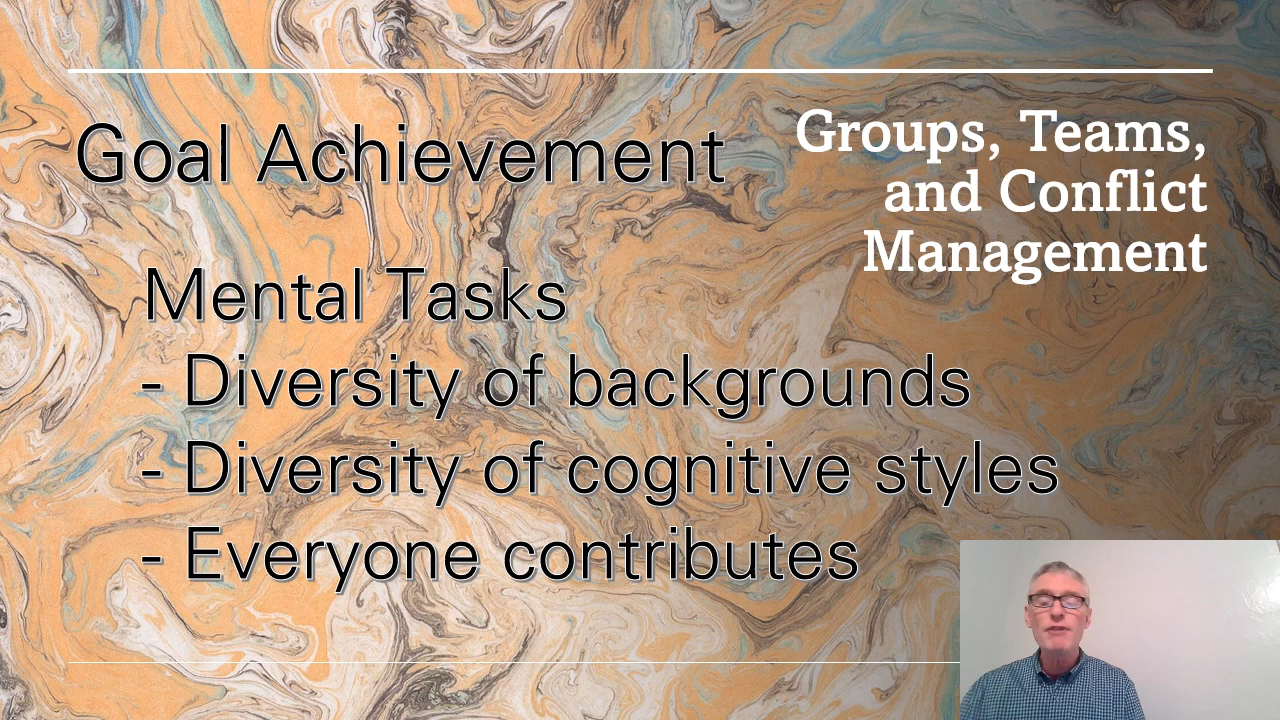 Goal Achievement
Groups, Teams,
and Conflict
Management
Mental Tasks
- Diversity of backgrounds
- Diversity of cognitive styles
- Everyone contributes